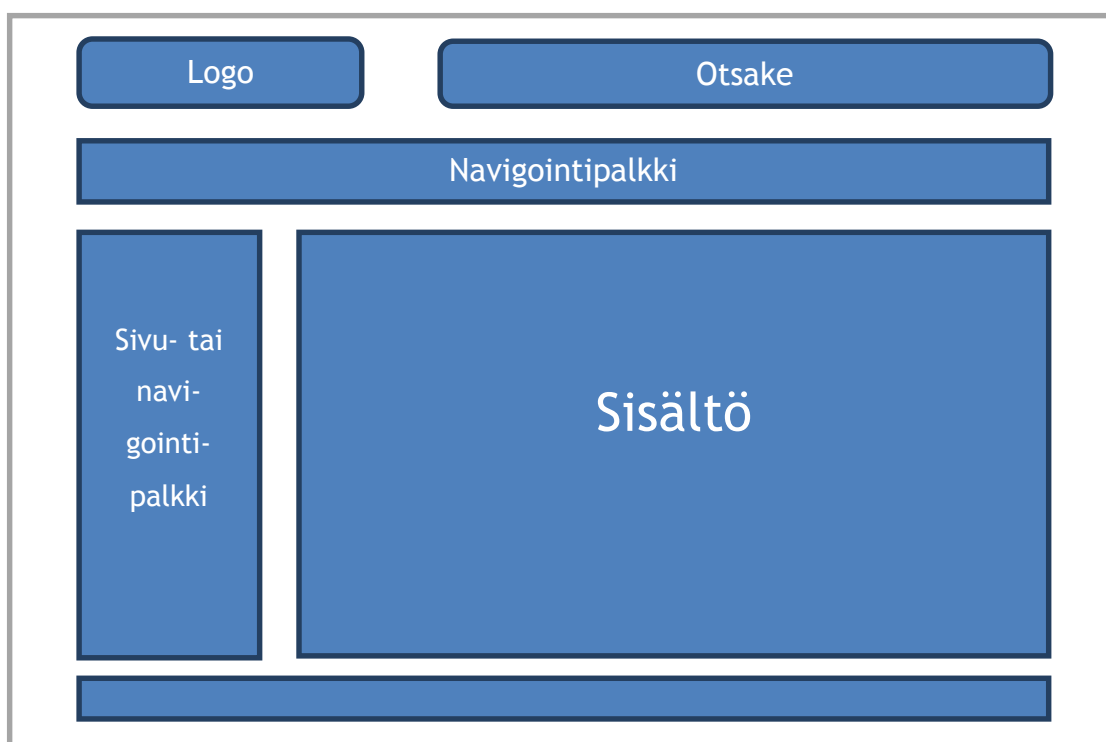 Logo
Otsake
Navigointipalkki
Sivu- tai
navi-
gointi-
palkki
Sisältö